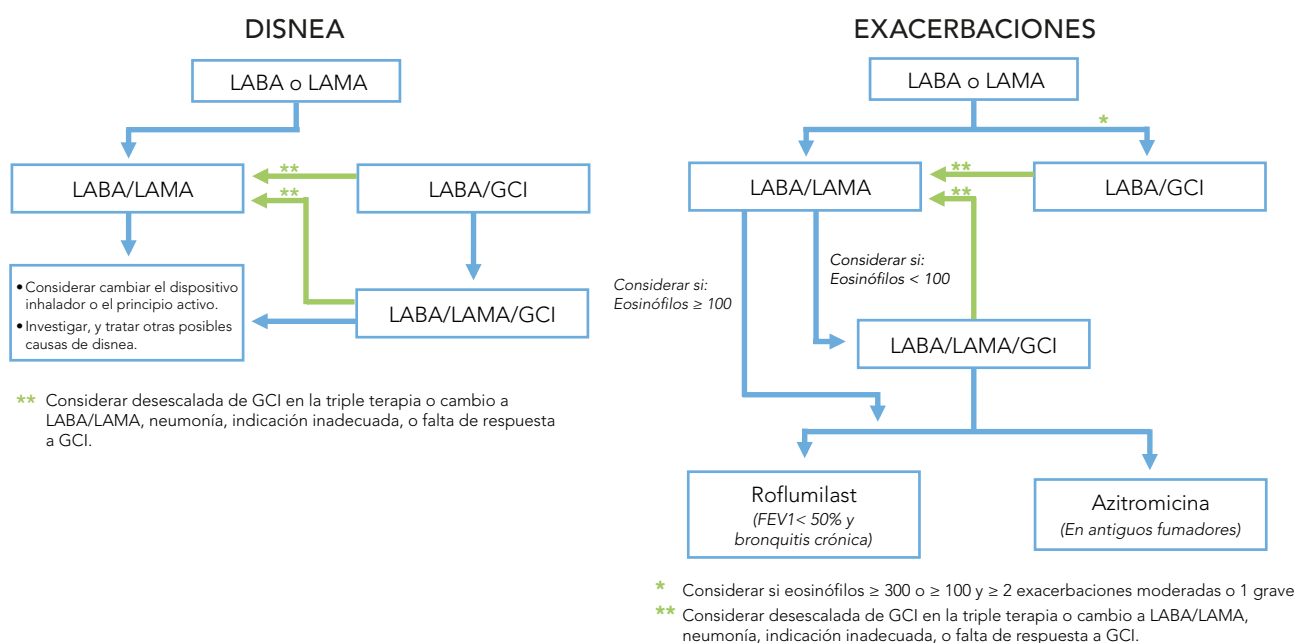 DISNEA
LABA o LAMA
**
LABA/LAMA
**
LABA/GCI
• Considerar cambiar el dispositivo
inhalador o el principio activo.
• Investigar, y tratar otras posibles
causas de disnea.
LABA/LAMA/GCI
** Considerar desescalada de GCI en la triple terapia o cambio a
LABA/LAMA, neumonía, indicación inadecuada, o falta de respuesta
a GCI.
EXACERBACIONES
LABA o LAMA
*
**
LABA/LAMA
**
LABA/GCI
Considerar si:
Eosinófilos < 100
Considerar si:
Eosinófilos ≥ 100
LABA/LAMA/GCI
Roflumilast
(FEV1< 50% y
bronquitis crónica)
Azitromicina
(En antiguos fumadores)
* Considerar si eosinófilos ≥ 300 o ≥ 100 y ≥ 2 exacerbaciones moderadas o 1 grave
** Considerar desescalada de GCI en la triple terapia o cambio a LABA/LAMA,
neumonía, indicación inadecuada, o falta de respuesta a GCI.